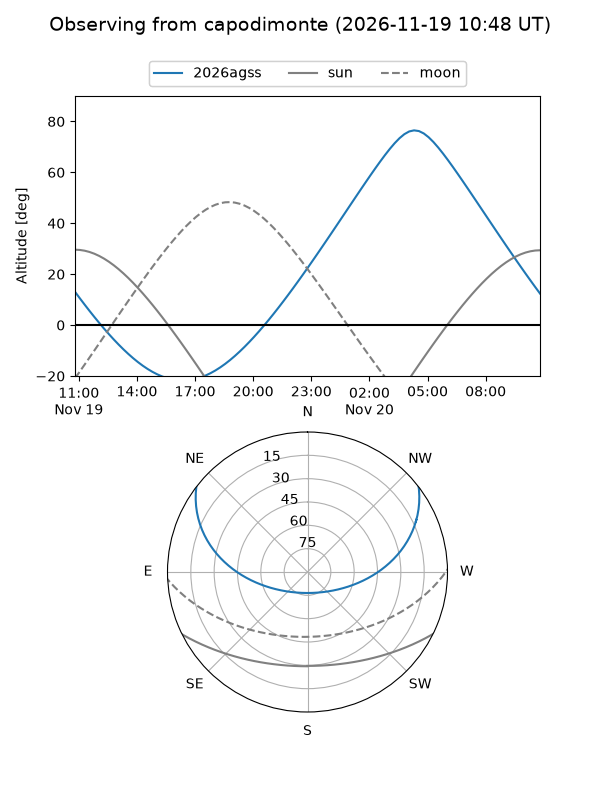 Observing from capodimonte (2026-11-19 10:48 UT)
2026agss sun moon
80
60
40
20
0
−20
Altitude [deg]
11:00 14:00 17:00 20:00 23:00 02:00 05:00 08:00
Nov 19 Nov 20
N
NE 15 NW
30
45
60
75
E W
SE SW
S